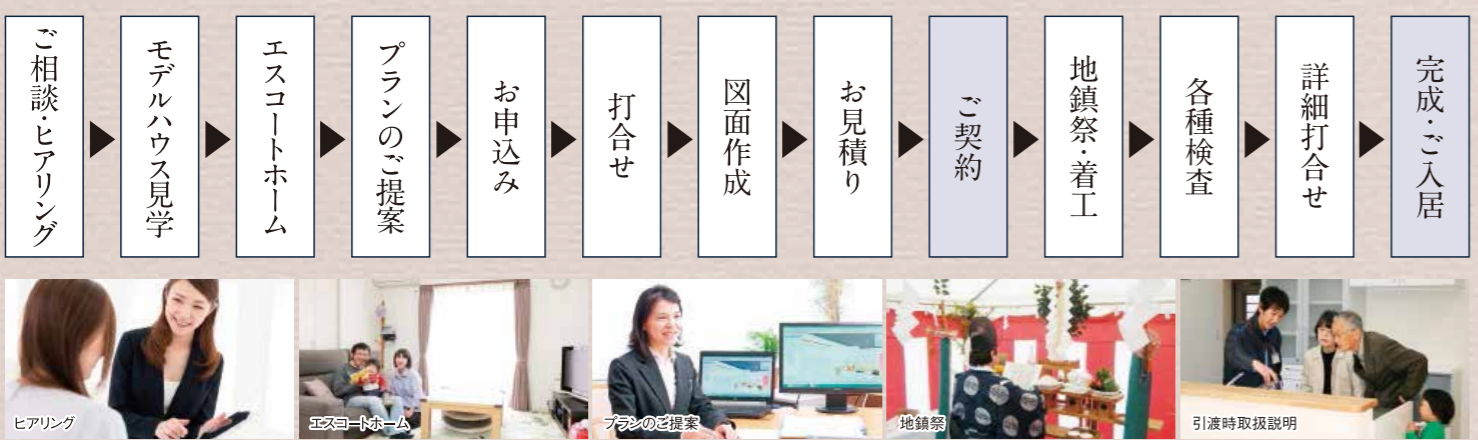 ご相談・ヒアリング
モデルハウス見学
エスコートホーム
プランのご提案
お申込み
打合せ
図面作成
お見積り
ご契約
地鎮祭・着工
各種検査
詳細打合せ
完成・ご入居
ヒアリング
エスコートホーム
プランのご提案
地鎮祭
引渡時取扱説明